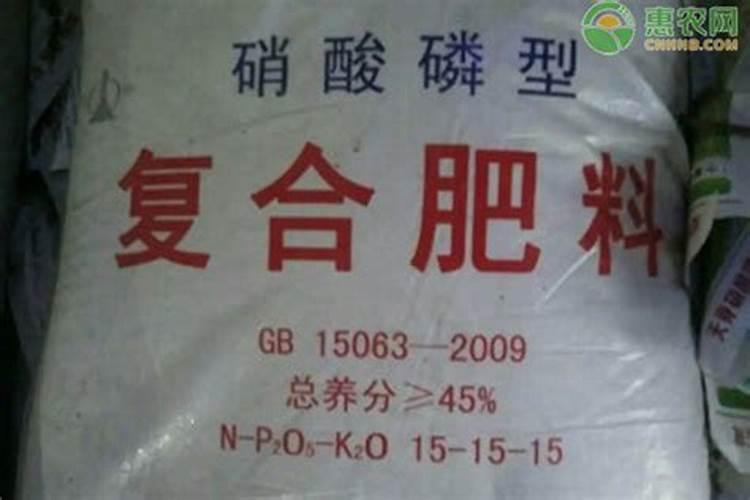 惠农网
CNHNB.COM
硝酸磷型
复合肥料
GB 15063—2009
总养分≥45%
N-P₂O₅-K₂O 15-15-15